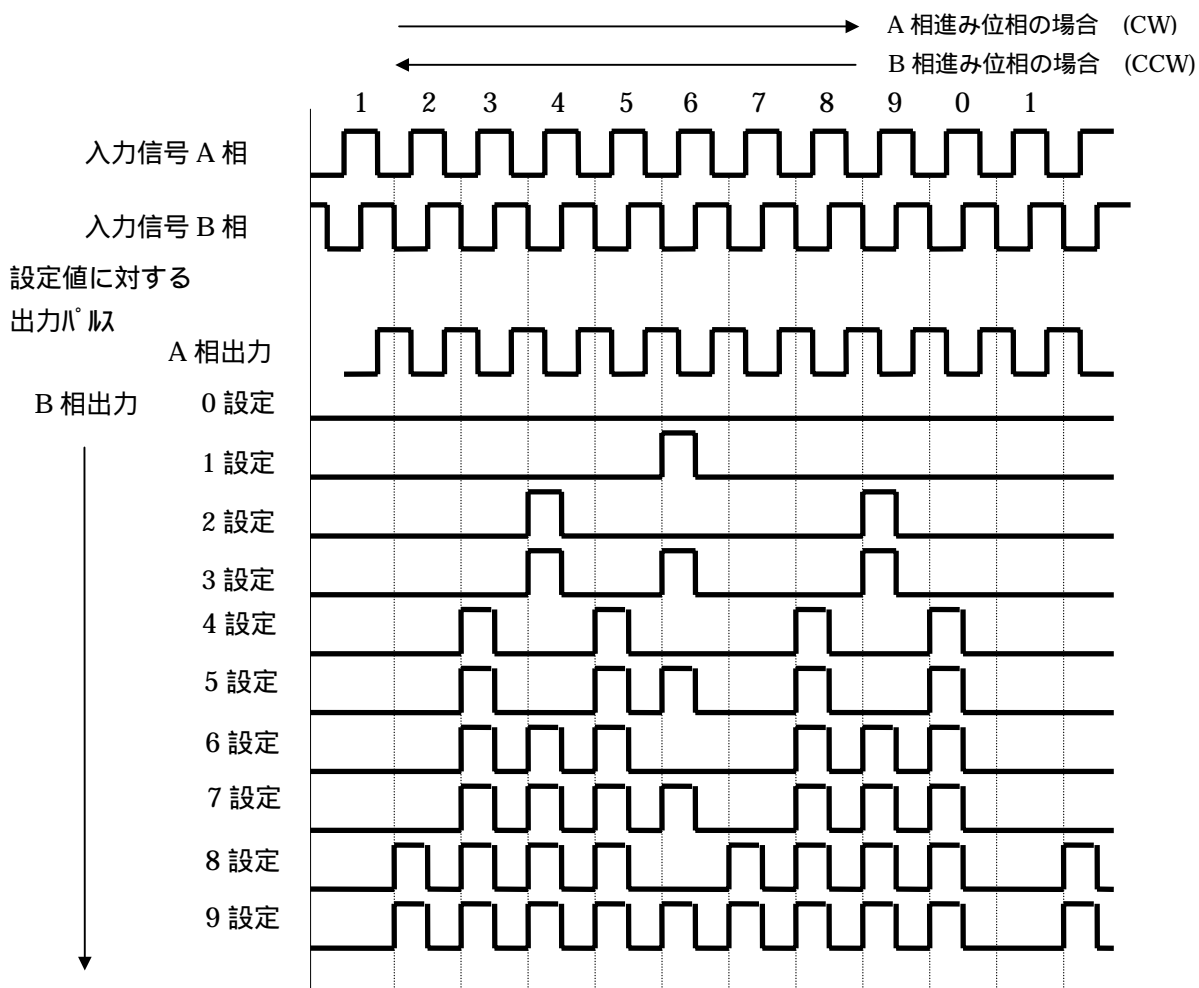 A 相進み位相の場合 (CW)
B 相進み位相の場合 (CCW)
1 2 3 4 5 6 7 8 9 0 1
入力信号 A 相
入力信号 B 相
設定値に対する
出力ﾊﾟﾙｽ
A 相出力
B 相出力 0 設定
1 設定
2 設定
3 設定
4 設定
5 設定
6 設定
7 設定
8 設定
9 設定